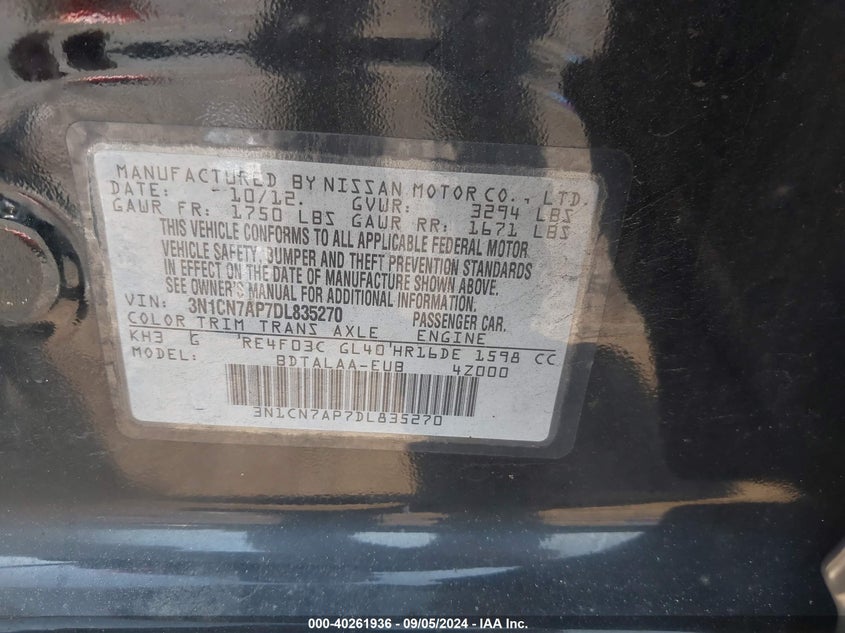 MANUFACTURED BY NISSAN MOTOR CO., LTD.
DATE: 10/12. GVWR: 3294 LBS
GAWR FR: 1750 LBS GAWR RR: 1671 LBS
THIS VEHICLE CONFORMS TO ALL APPLICABLE FEDERAL MOTOR
VEHICLE SAFETY, BUMPER AND THEFT PREVENTION STANDARDS
IN EFFECT ON THE DATE OF MANUFACTURE SHOWN ABOVE.
SEE OWNER'S MANUAL FOR ADDITIONAL INFORMATION.
VIN: 3N1CN7AP7DL835270 PASSENGER CAR.
COLOR TRIM TRANS AXLE ENGINE
KH3 G RE4F03C GL40 HR16DE 1598 CC
BDTALAA-EUB 4Z000
3N1CN7AP7DL835270
000-40261936 - 09/05/2024 - IAA Inc.